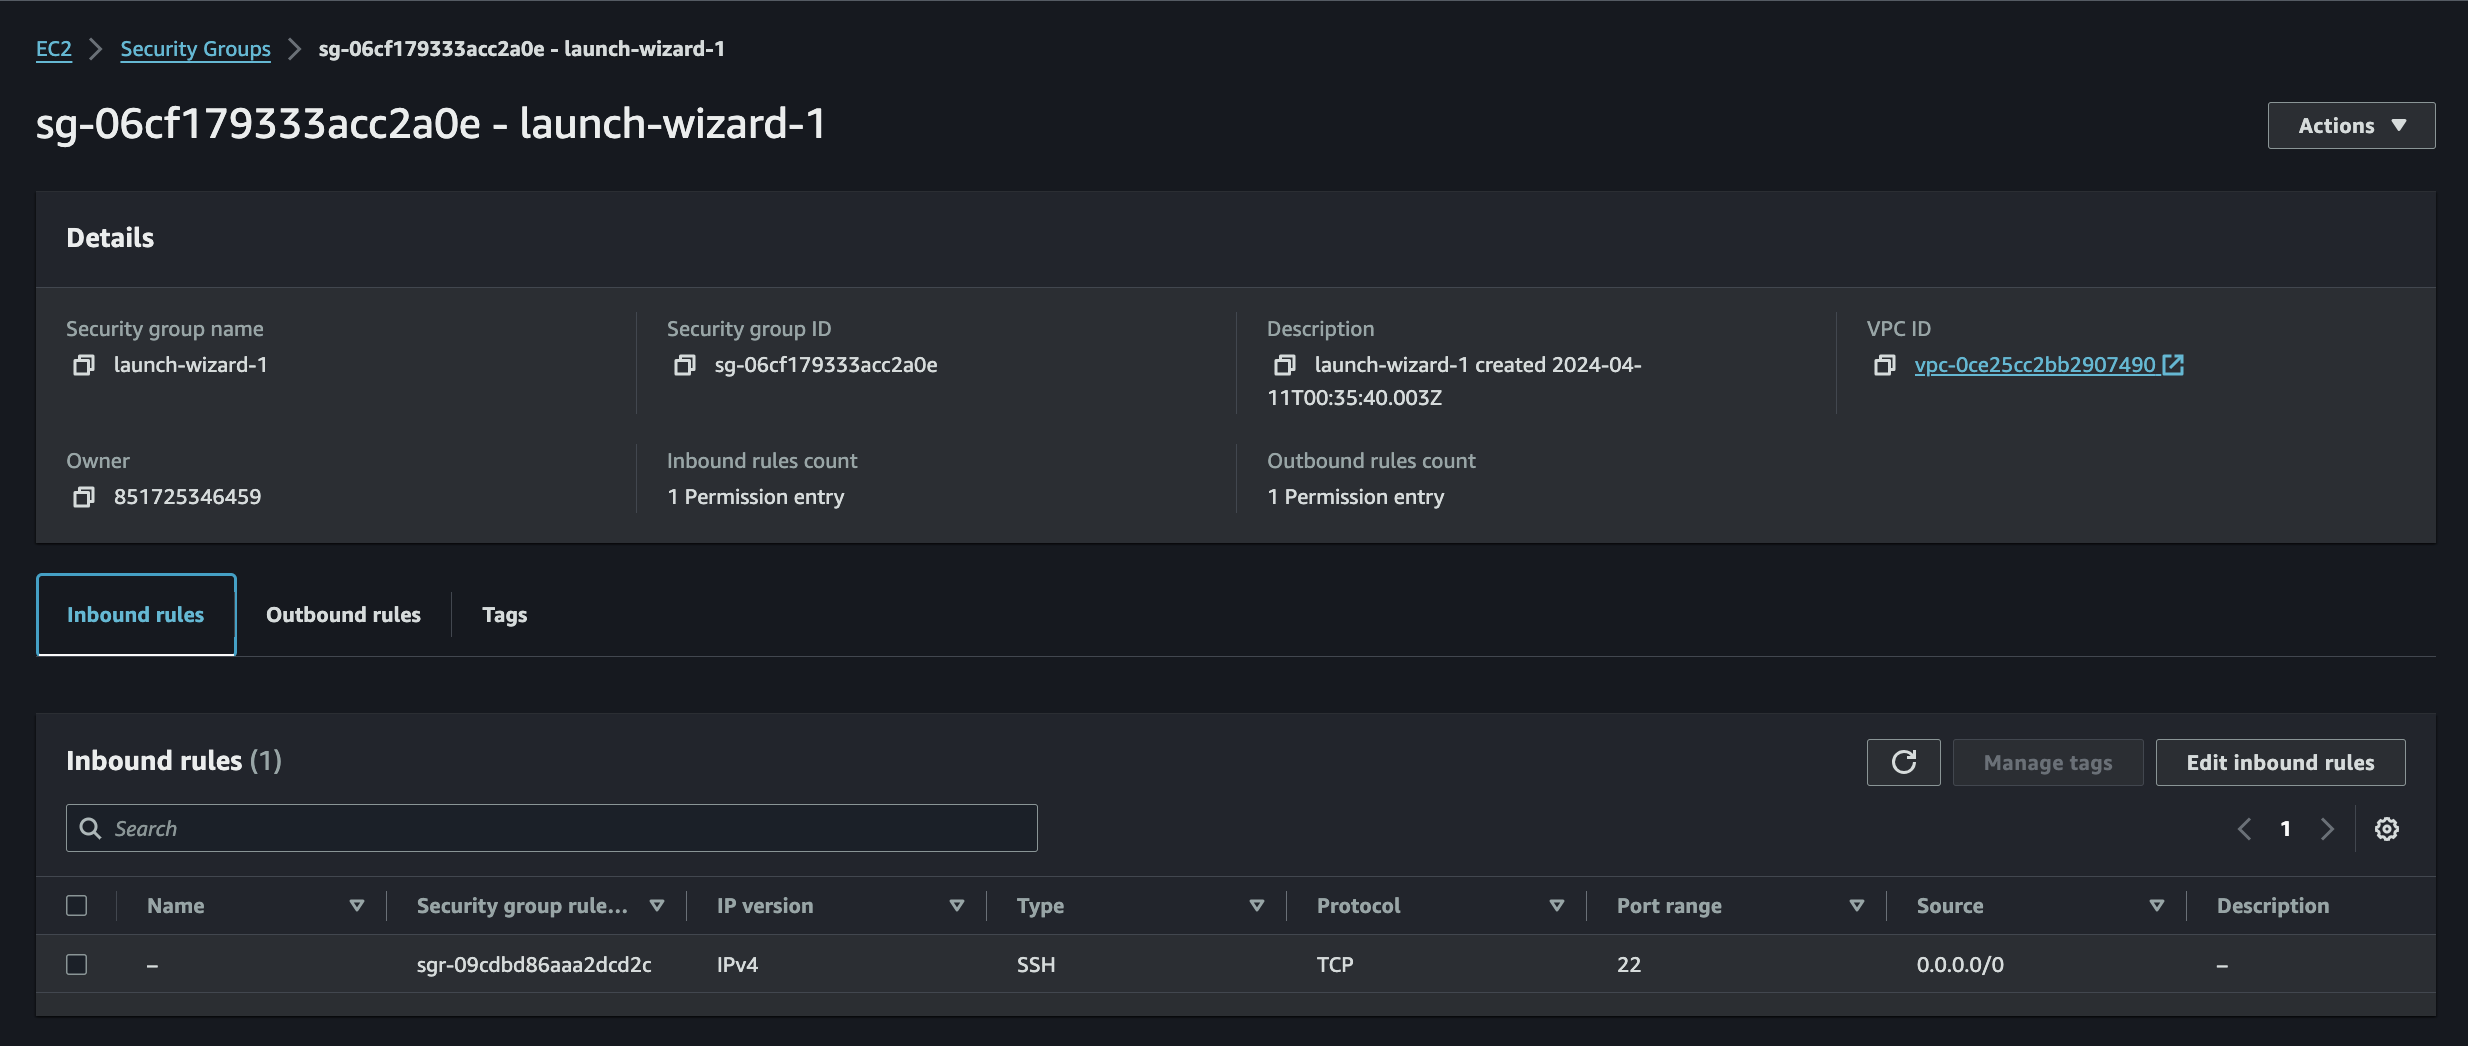 EC2 > Security Groups > sg-06cf179333acc2a0e - launch-wizard-1
sg-06cf179333acc2a0e - launch-wizard-1
Actions
Details
Security group name
launch-wizard-1
Security group ID
sg-06cf179333acc2a0e
Description
launch-wizard-1 created 2024-04-
11T00:35:40.003Z
VPC ID
vpc-0ce25cc2bb2907490
Owner
851725346459
Inbound rules count
1 Permission entry
Outbound rules count
1 Permission entry
Inbound rules Outbound rules Tags
Inbound rules (1)
Manage tags Edit inbound rules
Search
1
Name Security group rule... IP version Type Protocol Port range Source Description
– sgr-09cdbd86aaa2dcd2c IPv4 SSH TCP 22 0.0.0.0/0 –